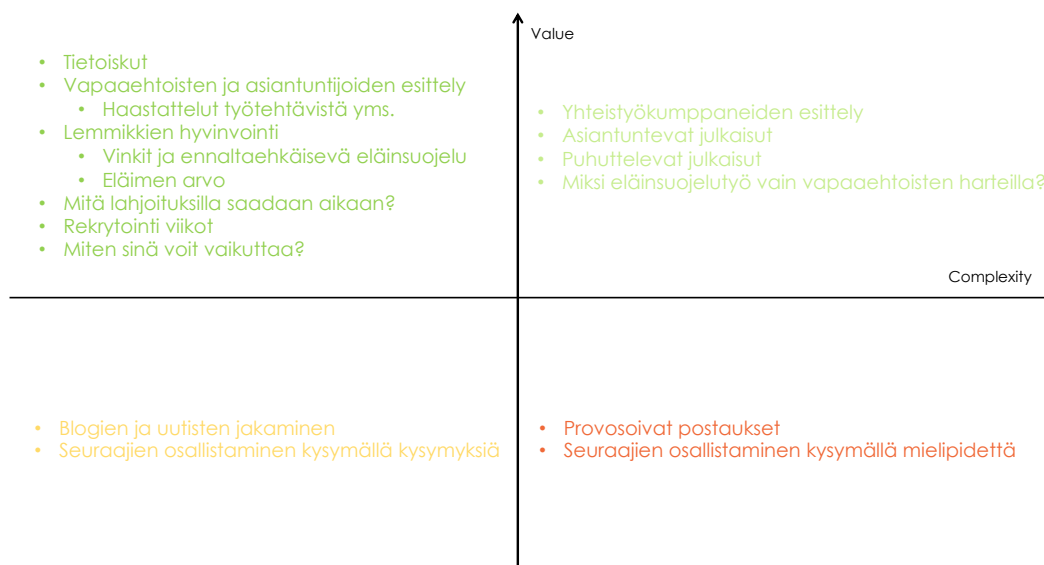 Value
• Tietoiskut
• Vapaaehtoisten ja asiantuntijoiden esittely
• Haastattelut työtehtävistä yms.
• Lemmikkien hyvinvointi
• Vinkit ja ennaltaehkäisevä eläinsuojelu
• Eläimen arvo
• Mitä lahjoituksilla saadaan aikaan?
• Rekrytointi viikot
• Miten sinä voit vaikuttaa?
• Yhteistyökumppaneiden esittely
• Asiantuntevat julkaisut
• Puhuttelevat julkaisut
• Miksi eläinsuojelutyö vain vapaaehtoisten harteilla?
Complexity
• Blogien ja uutisten jakaminen
• Seuraajien osallistaminen kysymällä kysymyksiä
• Provosoivat postaukset
• Seuraajien osallistaminen kysymällä mielipidettä